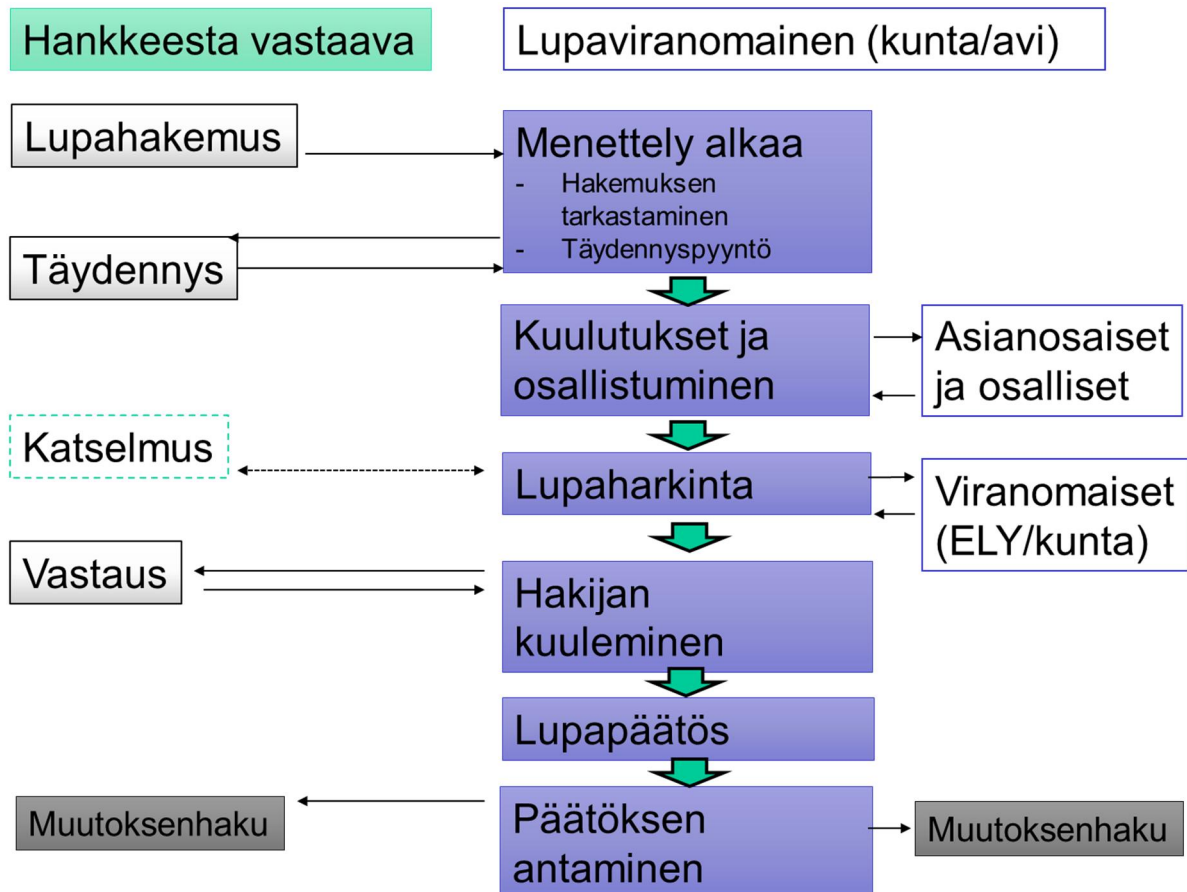 Hankkeesta vastaava
Lupaviranomainen (kunta/avi)
Lupahakemus
Menettely alkaa
- Hakemuksen
tarkastaminen
- Täydennyspyyntö
Täydennys
Kuulutukset ja
osallistuminen
Asianosaiset
ja osalliset
Katselmus
Lupaharkinta
Viranomaiset
(ELY/kunta)
Vastaus
Hakijan
kuuleminen
Lupapäätös
Muutoksenhaku
Päätöksen
antaminen
Muutoksenhaku